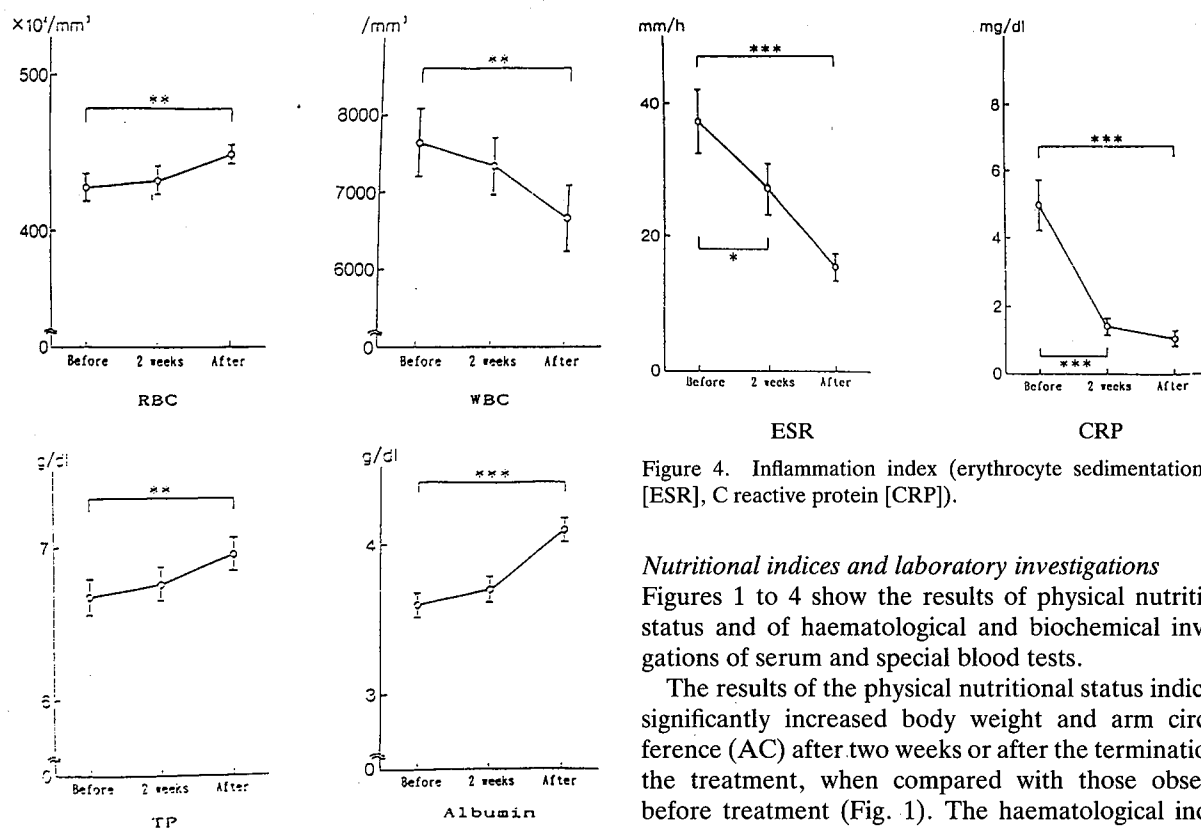 ×10⁴/mm³
500
400
0
**
Before 2 weeks After
RBC
/mm³
8000
7000
6000
0
**
Before 2 weeks After
WBC
mm/h
40
20
0
***
*
Before 2 weeks After
ESR
mg/dl
8
6
4
2
0
***
***
Before 2 weeks After
CRP
g/dl
7
6
0
**
Before 2 weeks After
TP
g/dl
4
3
0
***
Before 2 weeks After
Albumin
Figure 4. Inflammation index (erythrocyte sedimentation
[ESR], C reactive protein [CRP]).
Nutritional indices and laboratory investigations
Figures 1 to 4 show the results of physical nutriti
status and of haematological and biochemical inv
gations of serum and special blood tests.
The results of the physical nutritional status indic
significantly increased body weight and arm circ
ference (AC) after two weeks or after the terminatio
the treatment, when compared with those obse
before treatment (Fig. 1). The haematological ind